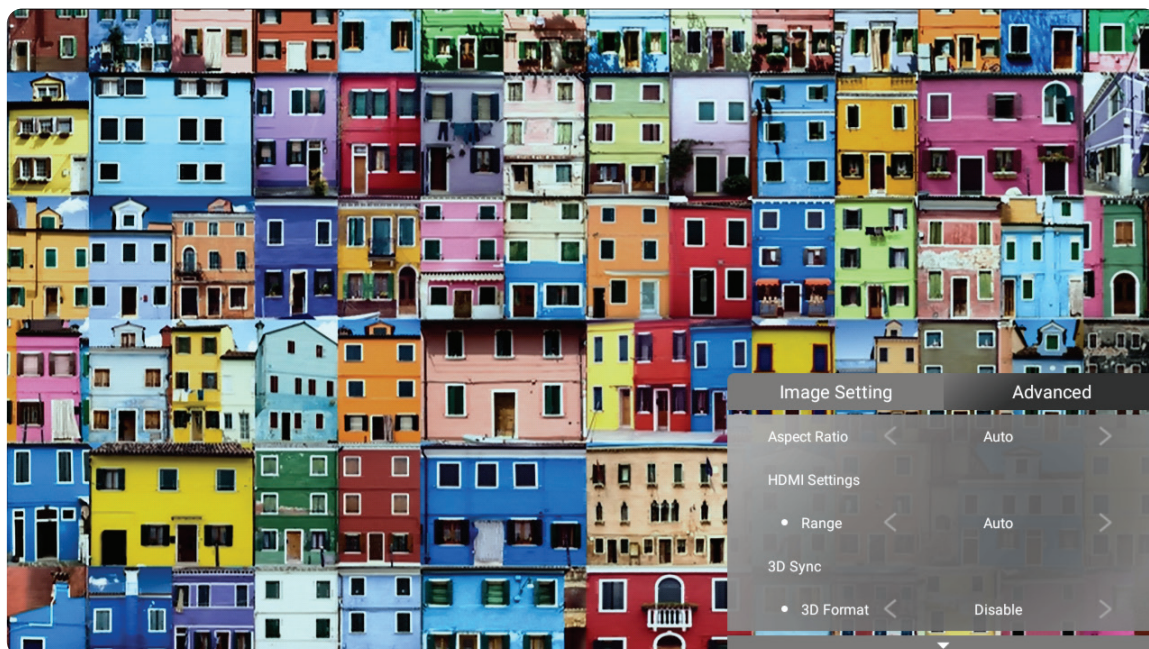 Image Setting Advanced
Aspect Ratio Auto
HDMI Settings
• Range Auto
3D Sync
• 3D Format Disable